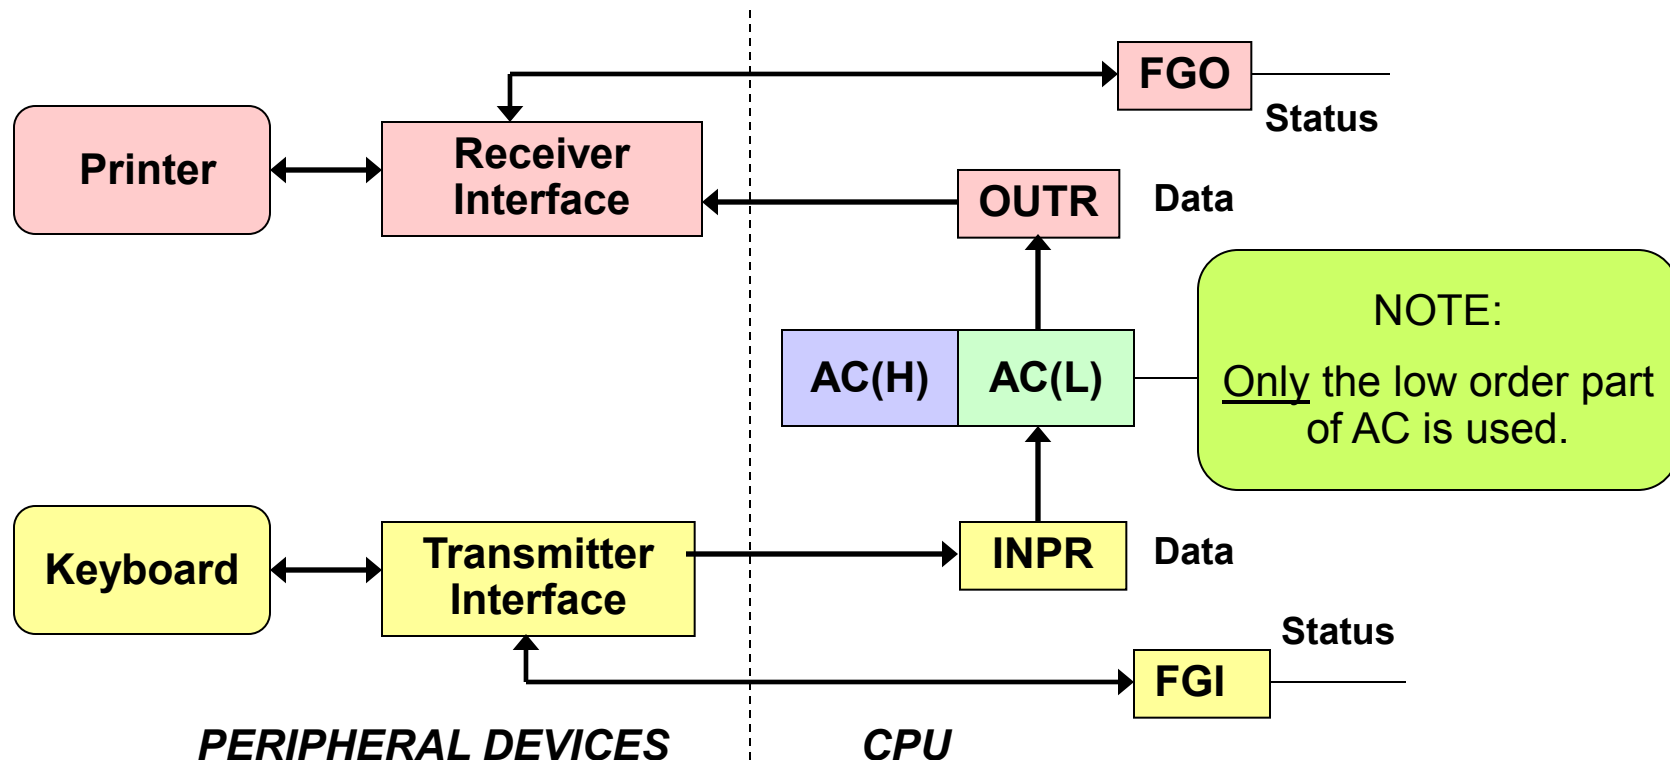 FGO
Status
Printer
Receiver
Interface
OUTR
Data
AC(H)
AC(L)
NOTE:
Only the low order part
of AC is used.
Keyboard
Transmitter
Interface
INPR
Data
Status
FGI
PERIPHERAL DEVICES
CPU